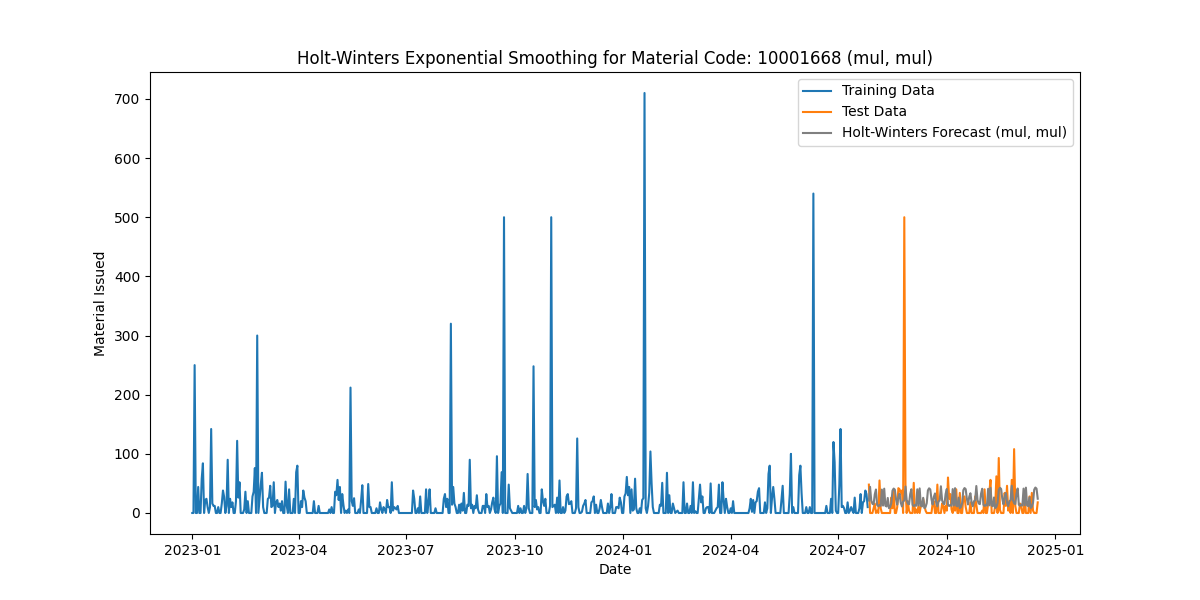 Holt-Winters Exponential Smoothing for Material Code: 10001668 (mul, mul)
Training Data
Test Data
Holt-Winters Forecast (mul, mul)
Material Issued
700
600
500
400
300
200
100
0
2023-01 2023-04 2023-07 2023-10 2024-01 2024-04 2024-07 2024-10 2025-01
Date